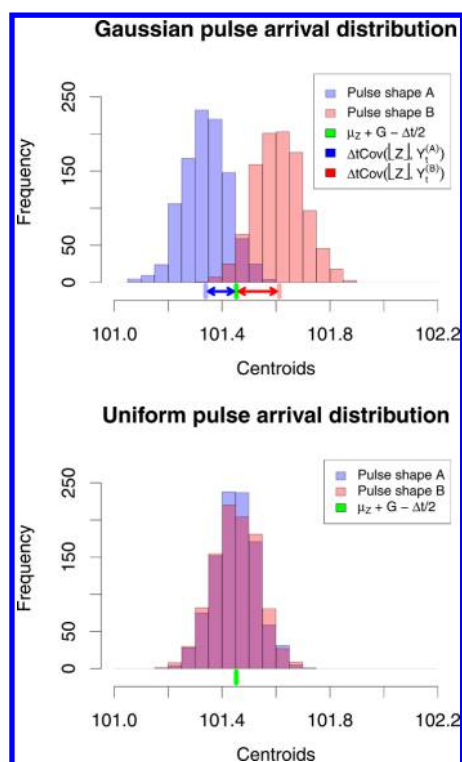 Gaussian pulse arrival distribution
Pulse shape A
Pulse shape B
μZ + G − Δt/2
ΔtCov(⌊Z⌋, Yt(A))
ΔtCov(⌊Z⌋, Yt(B))
Frequency
250
150
50
0
101.0 101.4 101.8 102.2
Centroids
Uniform pulse arrival distribution
Pulse shape A
Pulse shape B
μZ + G − Δt/2
Frequency
250
150
50
0
101.0 101.4 101.8 102.2
Centroids